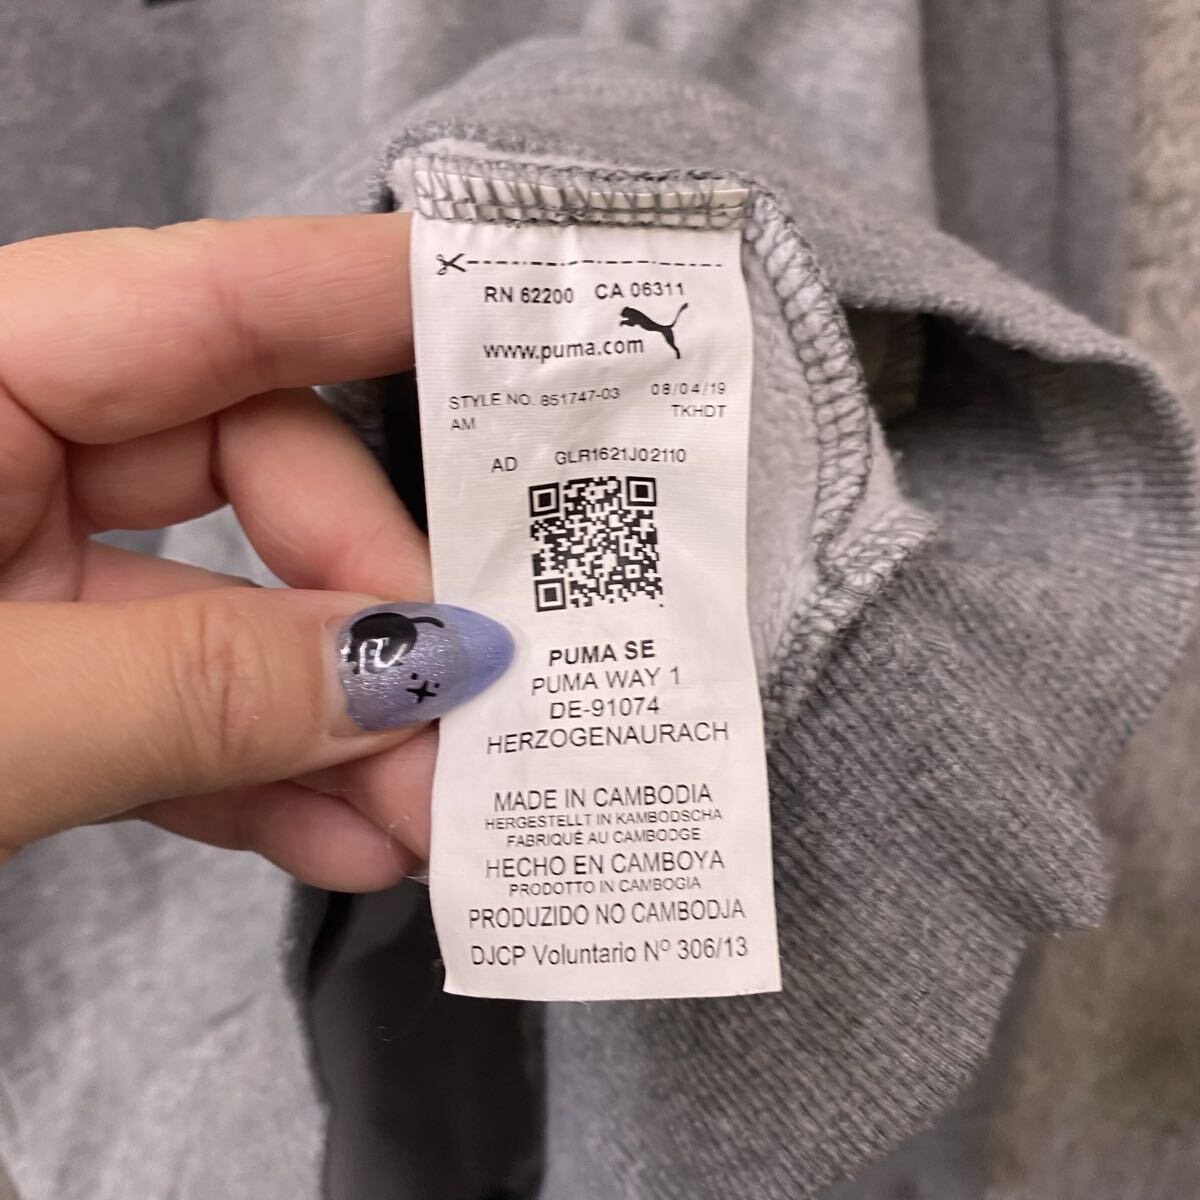 RN 62200 CA 06311
www.puma.com
STYLE NO. 851747-03 08/04/19
AM TKHDT
AD GLR1621J02110
PUMA SE
PUMA WAY 1
DE-91074
HERZOGENAURACH
MADE IN CAMBODIA
HERGESTELLT IN KAMBODSCHA
FABRIQUÉ AU CAMBODGE
HECHO EN CAMBOYA
PRODOTTO IN CAMBOGIA
PRODUZIDO NO CAMBODJA
DJCP Voluntario Nº 306/13